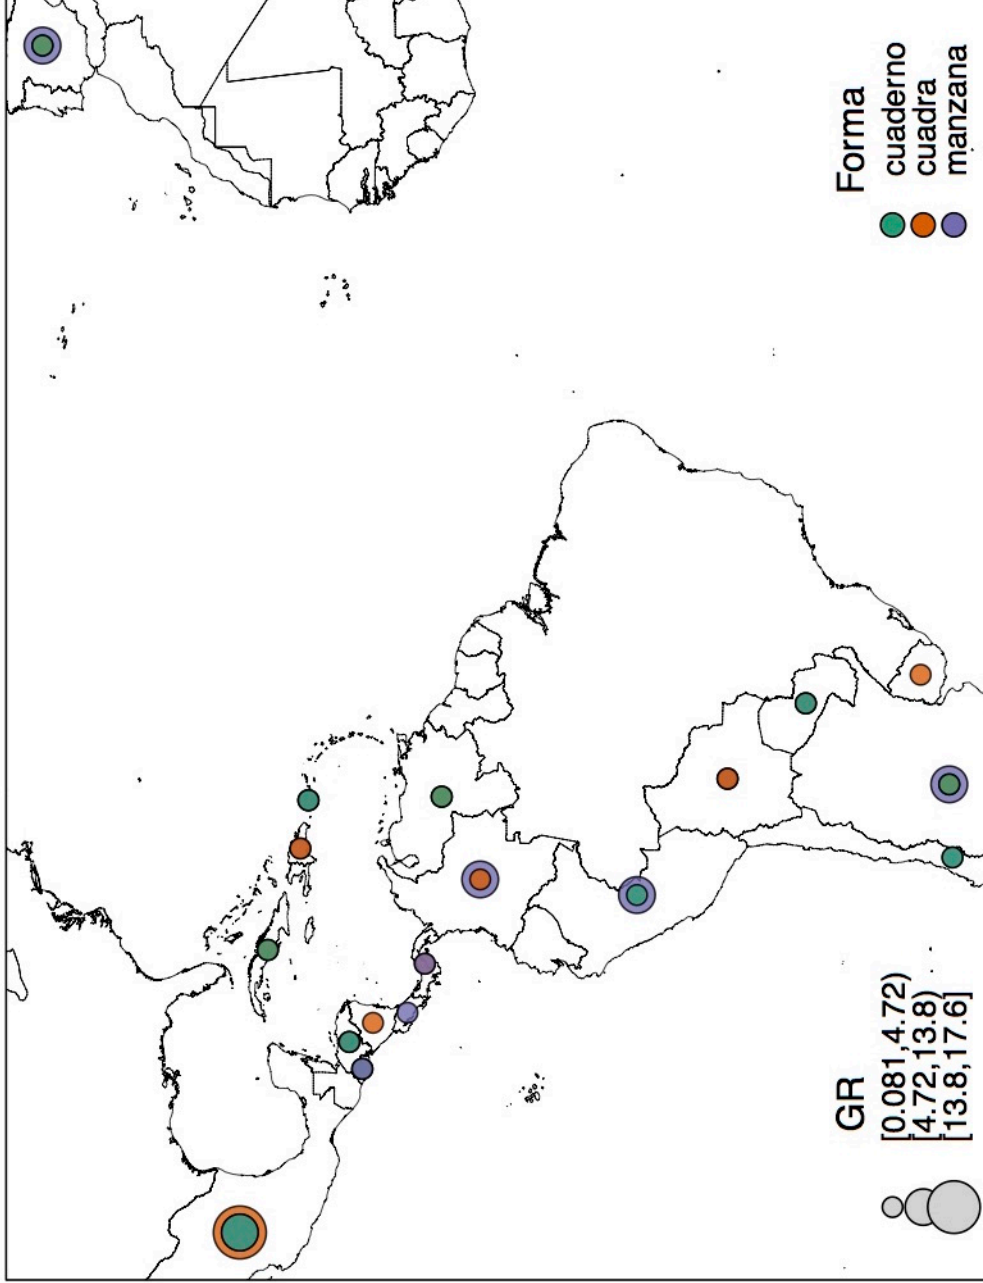 GR
[0.081,4.72)
[4.72,13.8)
[13.8,17.6]
Forma
cuaderno
cuadra
manzana